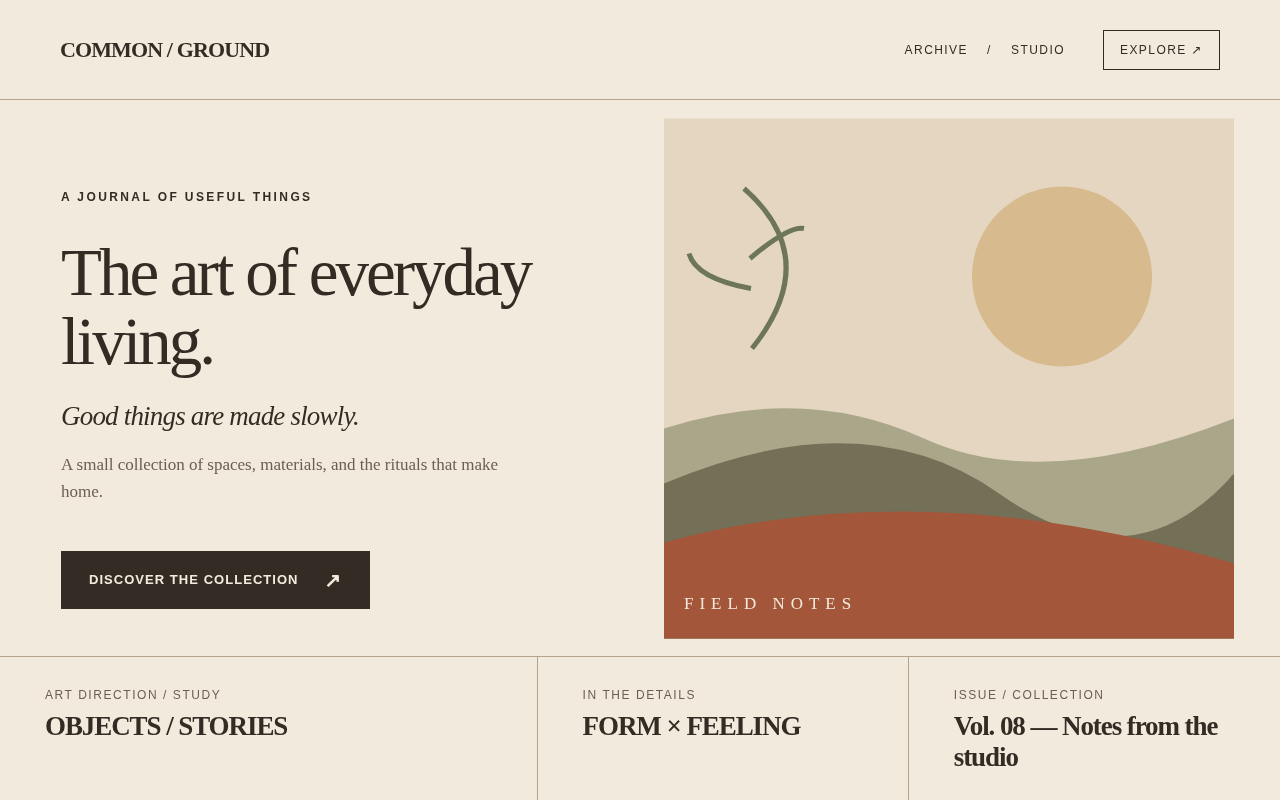 COMMON / GROUND
ARCHIVE / STUDIO
EXPLORE ↗
A JOURNAL OF USEFUL THINGS
The art of everyday
living.
Good things are made slowly.
A small collection of spaces, materials, and the rituals that make
home.
DISCOVER THE COLLECTION ↗
FIELD NOTES
ART DIRECTION / STUDY
OBJECTS / STORIES
IN THE DETAILS
FORM × FEELING
ISSUE / COLLECTION
Vol. 08 — Notes from the
studio